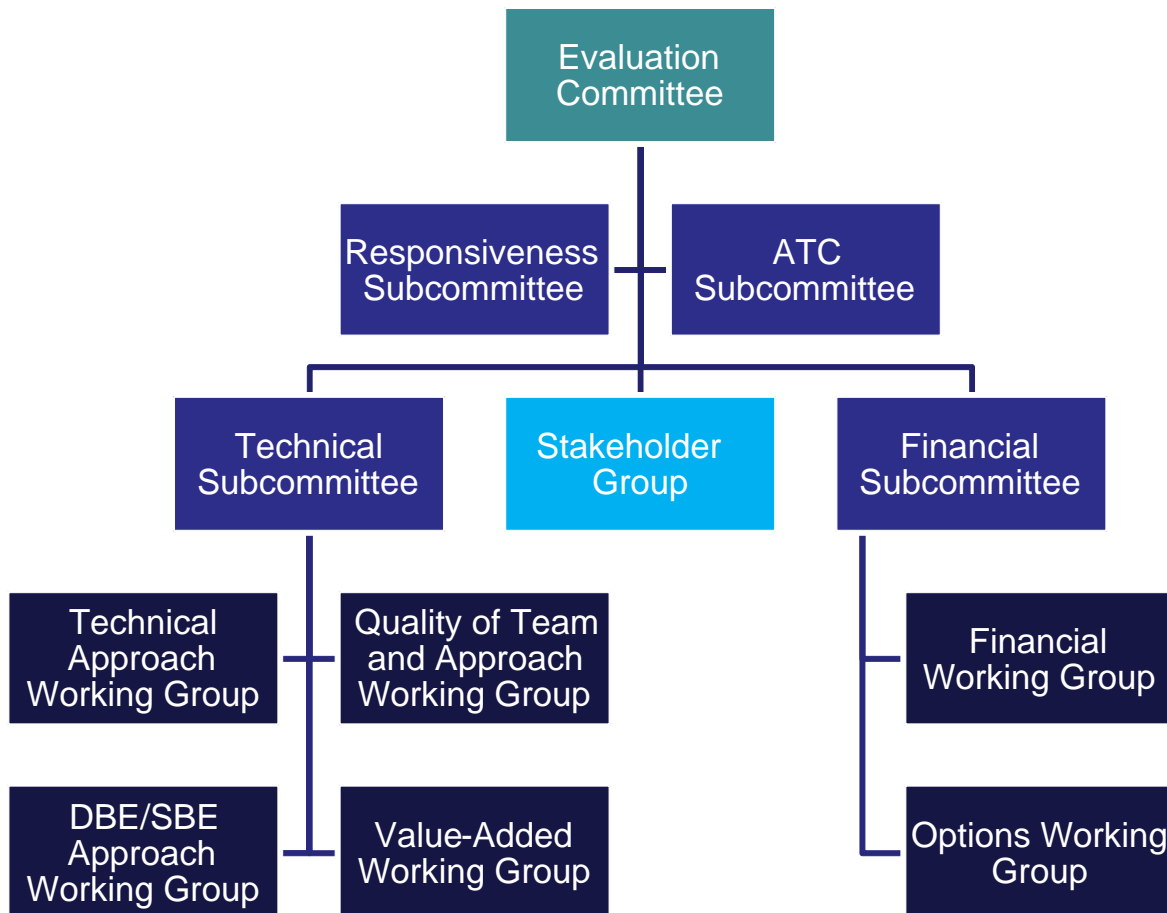 Evaluation
Committee
Responsiveness
Subcommittee
ATC
Subcommittee
Technical
Subcommittee
Stakeholder
Group
Financial
Subcommittee
Technical
Approach
Working Group
Quality of Team
and Approach
Working Group
Financial
Working Group
DBE/SBE
Approach
Working Group
Value-Added
Working Group
Options Working
Group